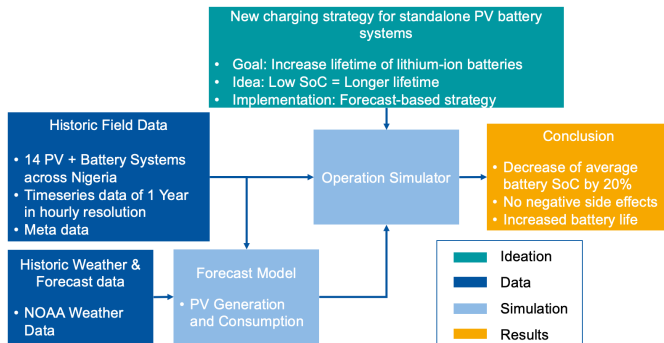 New charging strategy for standalone PV battery
systems
• Goal: Increase lifetime of lithium-ion batteries
• Idea: Low SoC = Longer lifetime
• Implementation: Forecast-based strategy
Historic Field Data
• 14 PV + Battery Systems
across Nigeria
• Timeseries data of 1 Year
in hourly resolution
• Meta data
Operation Simulator
Conclusion
• Decrease of average
battery SoC by 20%
• No negative side effects
• Increased battery life
Historic Weather &
Forecast data
• NOAA Weather
Data
Forecast Model
• PV Generation
and Consumption
Ideation
Data
Simulation
Results